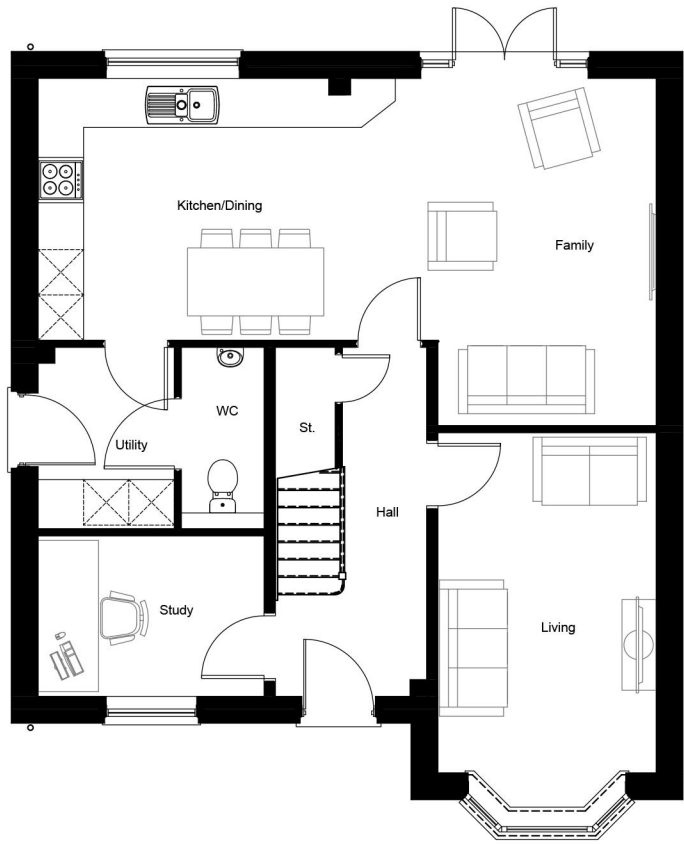 Kitchen/Dining
Family
WC
St.
Utility
Hall
Study
Living